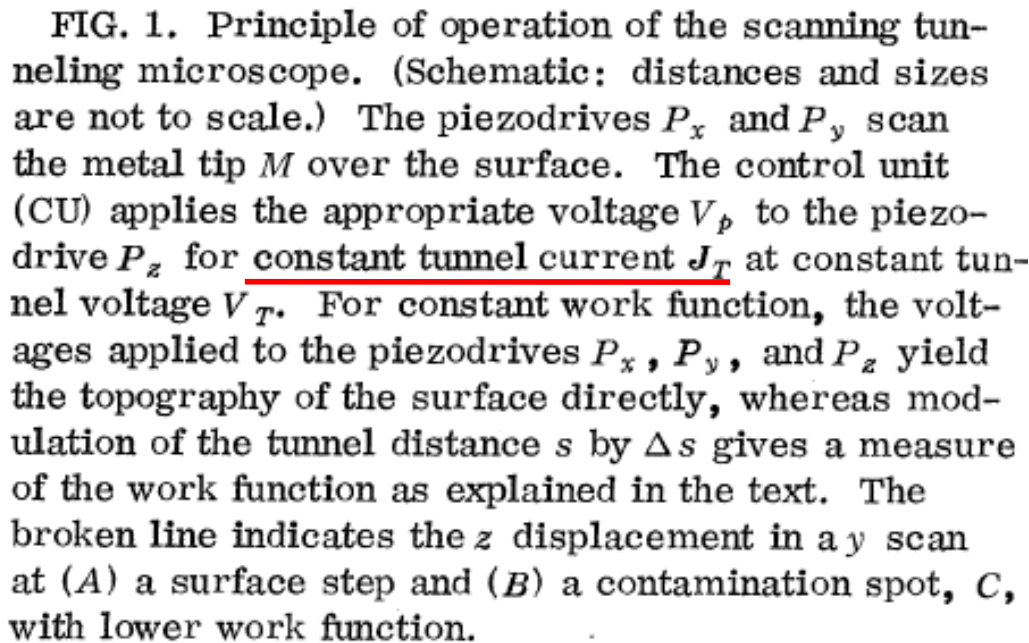 FIG. 1. Principle of operation of the scanning tun-
neling microscope. (Schematic: distances and sizes
are not to scale.) The piezodrives Pₓ and P_y scan
the metal tip M over the surface. The control unit
(CU) applies the appropriate voltage V_p to the piezo-
drive P_z for constant tunnel current J_T at constant tun-
nel voltage V_T. For constant work function, the volt-
ages applied to the piezodrives Pₓ, P_y, and P_z yield
the topography of the surface directly, whereas mod-
ulation of the tunnel distance s by Δs gives a measure
of the work function as explained in the text. The
broken line indicates the z displacement in a y scan
at (A) a surface step and (B) a contamination spot, C,
with lower work function.